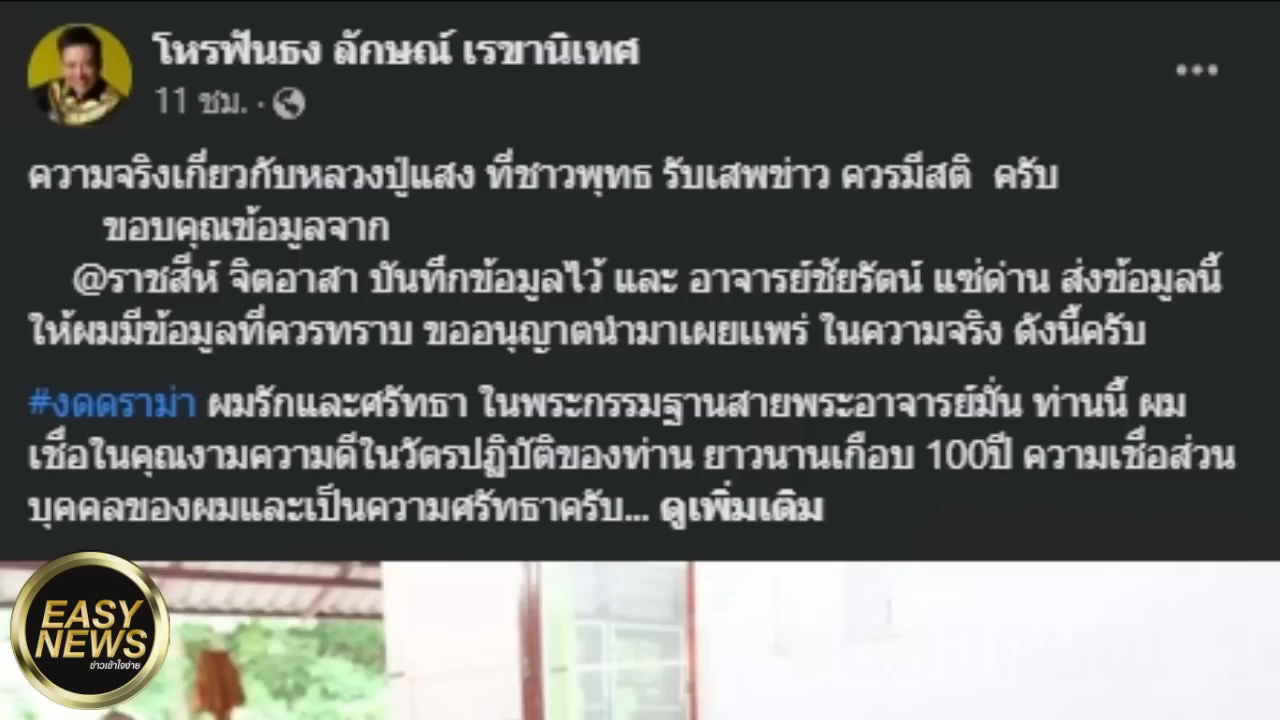 โหรฟันธง ลักษณ์ เรขานิเทศ
11 ชม. ·
ความจริงเกี่ยวกับหลวงปู่แสง ที่ชาวพุทธ รับเสพข่าว ควรมีสติ ครับ
ขอบคุณข้อมูลจาก
@ราชสีห์ จิตอาสา บันทึกข้อมูลไว้ และ อาจารย์ชัยรัตน์ แซ่ด่าน ส่งข้อมูลนี้
ให้ผมมีข้อมูลที่ควรทราบ ขออนุญาตนำมาเผยแพร่ ในความจริง ดังนี้ครับ
#งดดราม่า ผมรักและศรัทธา ในพระกรรมฐานสายพระอาจารย์มั่น ท่านนี้ ผม
เชื่อในคุณงามความดีในวัตรปฏิบัติของท่าน ยาวนานเกือบ 100ปี ความเชื่อส่วน
บุคคลของผมและเป็นความศรัทธาครับ... ดูเพิ่มเติม
EASY
NEWS
ข่าวเข้าใจง่าย